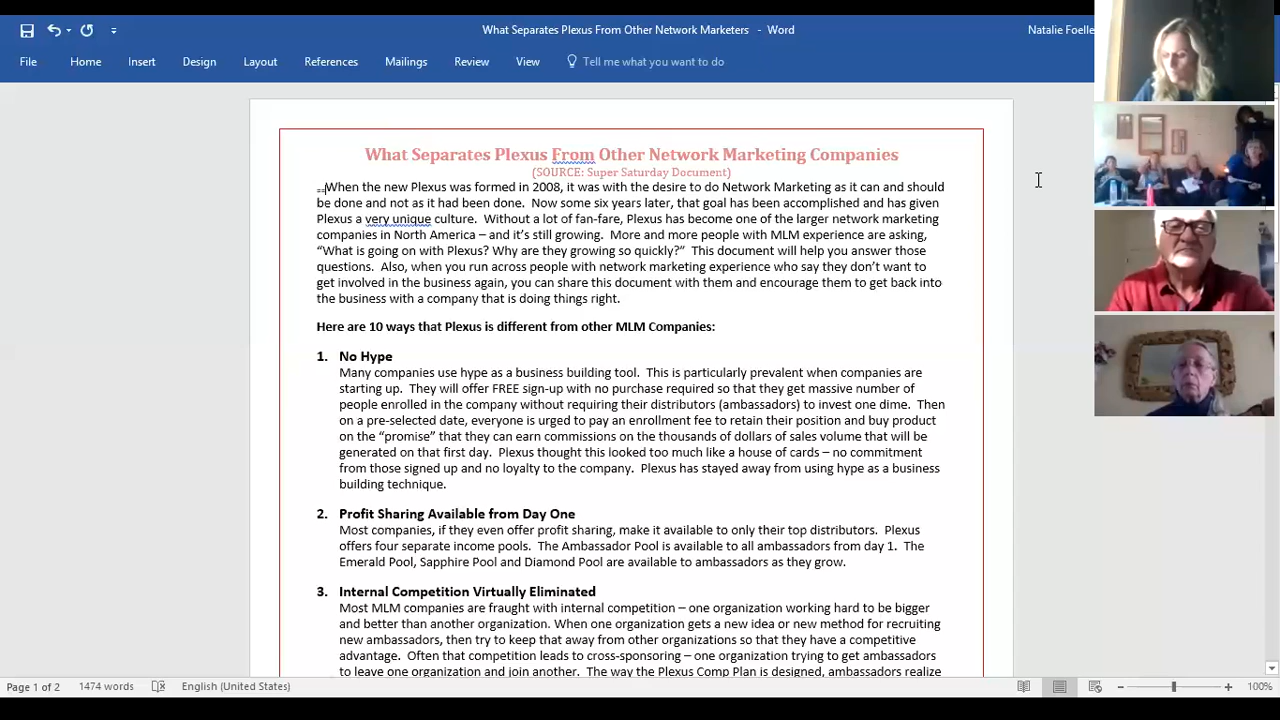 What Separates Plexus From Other Network Marketers - Word
Natalie Foelle
File Home Insert Design Layout References Mailings Review View Tell me what you want to do
What Separates Plexus From Other Network Marketing Companies
(SOURCE: Super Saturday Document)
When the new Plexus was formed in 2008, it was with the desire to do Network Marketing as it can and should
be done and not as it had been done. Now some six years later, that goal has been accomplished and has given
Plexus a very unique culture. Without a lot of fan-fare, Plexus has become one of the larger network marketing
companies in North America – and it’s still growing. More and more people with MLM experience are asking,
“What is going on with Plexus? Why are they growing so quickly?” This document will help you answer those
questions. Also, when you run across people with network marketing experience who say they don’t want to
get involved in the business again, you can share this document with them and encourage them to get back into
the business with a company that is doing things right.
Here are 10 ways that Plexus is different from other MLM Companies:
1. No Hype
Many companies use hype as a business building tool. This is particularly prevalent when companies are
starting up. They will offer FREE sign-up with no purchase required so that they get massive number of
people enrolled in the company without requiring their distributors (ambassadors) to invest one dime. Then
on a pre-selected date, everyone is urged to pay an enrollment fee to retain their position and buy product
on the “promise” that they can earn commissions on the thousands of dollars of sales volume that will be
generated on that first day. Plexus thought this looked too much like a house of cards – no commitment
from those signed up and no loyalty to the company. Plexus has stayed away from using hype as a business
building technique.
2. Profit Sharing Available from Day One
Most companies, if they even offer profit sharing, make it available to only their top distributors. Plexus
offers four separate income pools. The Ambassador Pool is available to all ambassadors from day 1. The
Emerald Pool, Sapphire Pool and Diamond Pool are available to ambassadors as they grow.
3. Internal Competition Virtually Eliminated
Most MLM companies are fraught with internal competition – one organization working hard to be bigger
and better than another organization. When one organization gets a new idea or new method for recruiting
new ambassadors, then try to keep that away from other organizations so that they have a competitive
advantage. Often that competition leads to cross-sponsoring – one organization trying to get ambassadors
to leave one organization and join another. The way the Plexus Comp Plan is designed, ambassadors realize
Page 1 of 2 1474 words English (United States) 100%